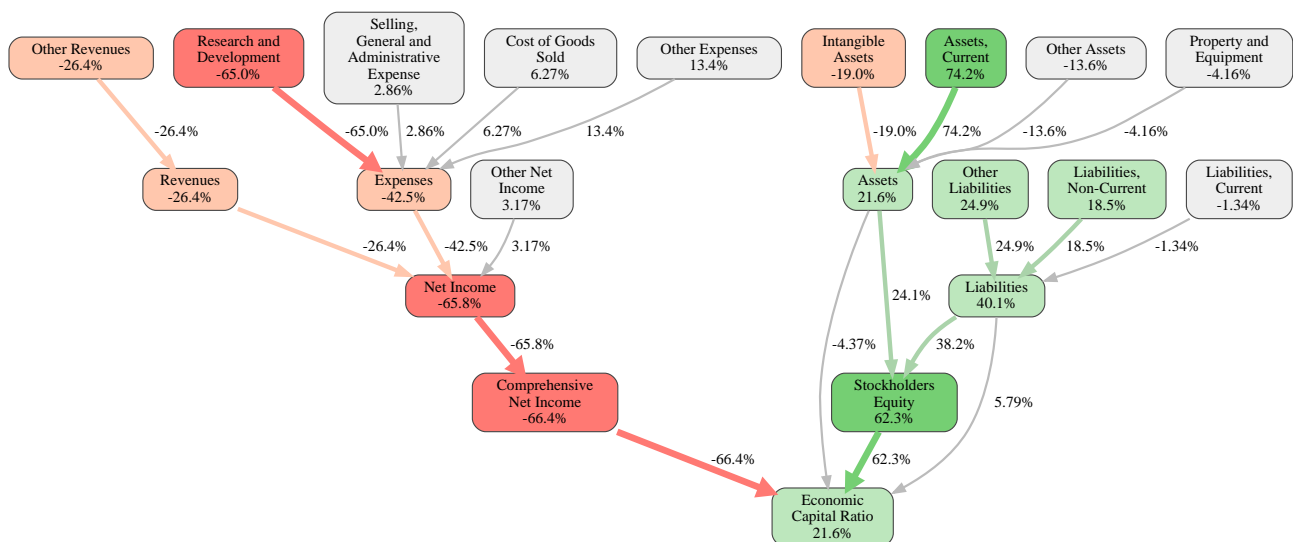 Other Revenues
-26.4%
Research and
Development
-65.0%
Selling,
General and
Administrative
Expense
2.86%
Cost of Goods
Sold
6.27%
Other Expenses
13.4%
Intangible
Assets
-19.0%
Assets,
Current
74.2%
Other Assets
-13.6%
Property and
Equipment
-4.16%
-26.4%
-65.0%
2.86%
6.27%
13.4%
-19.0%
74.2%
-13.6%
-4.16%
Revenues
-26.4%
Expenses
-42.5%
Other Net
Income
3.17%
Assets
21.6%
Other
Liabilities
24.9%
Liabilities,
Non-Current
18.5%
Liabilities,
Current
-1.34%
-26.4%
-42.5%
3.17%
24.9%
18.5%
-1.34%
Net Income
-65.8%
24.1%
Liabilities
40.1%
-65.8%
-4.37%
38.2%
Comprehensive
Net Income
-66.4%
Stockholders
Equity
62.3%
5.79%
-66.4%
62.3%
Economic
Capital Ratio
21.6%